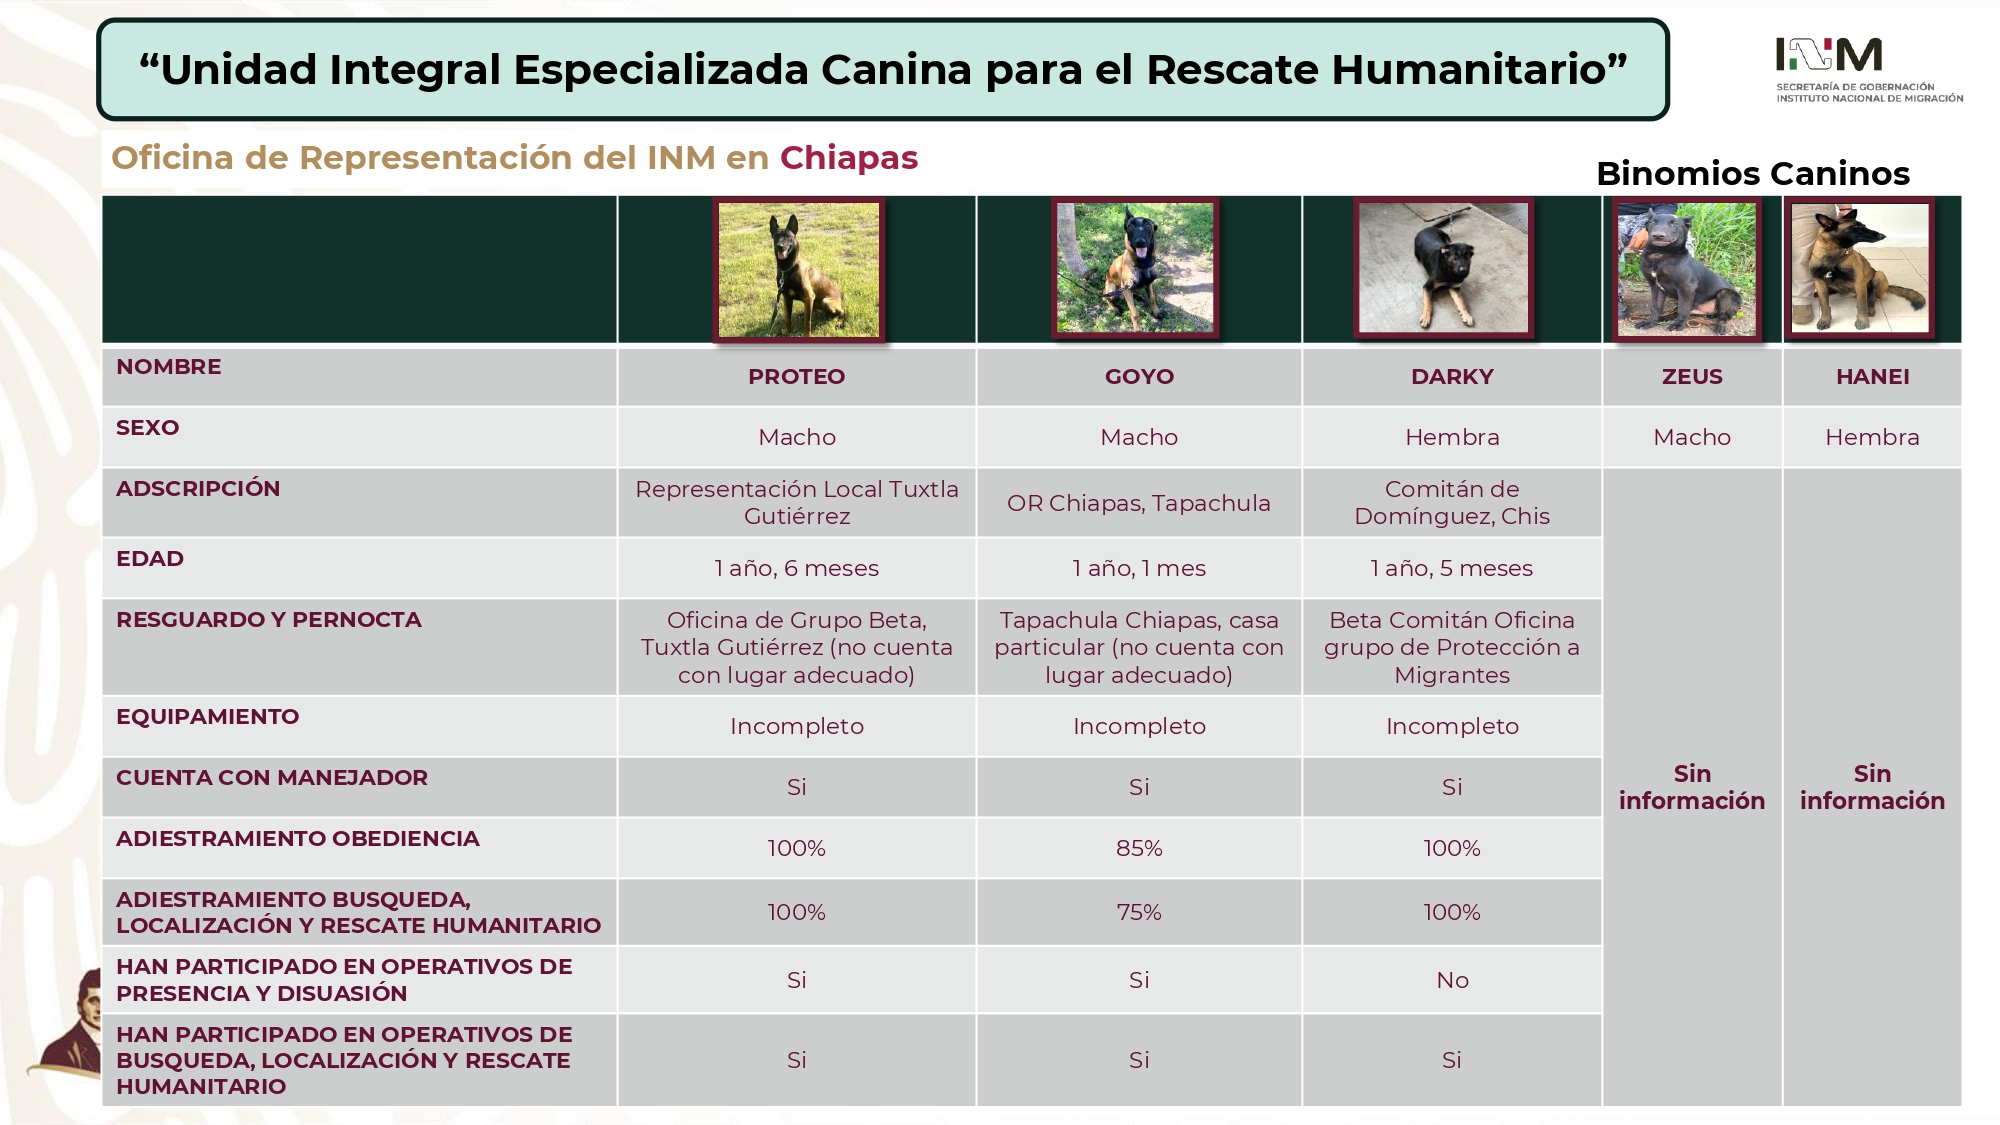 “Unidad Integral Especializada Canina para el Rescate Humanitario”
INM
SECRETARÍA DE GOBERNACIÓN
INSTITUTO NACIONAL DE MIGRACIÓN
Oficina de Representación del INM en Chiapas
Binomios Caninos
NOMBRE
PROTEO
GOYO
DARKY
ZEUS
HANEI
SEXO
Macho
Macho
Hembra
Macho
Hembra
ADSCRIPCIÓN
Representación Local Tuxtla
Gutiérrez
OR Chiapas, Tapachula
Comitán de
Domínguez, Chis
EDAD
1 año, 6 meses
1 año, 1 mes
1 año, 5 meses
RESGUARDO Y PERNOCTA
Oficina de Grupo Beta,
Tuxtla Gutiérrez (no cuenta
con lugar adecuado)
Tapachula Chiapas, casa
particular (no cuenta con
lugar adecuado)
Beta Comitán Oficina
grupo de Protección a
Migrantes
EQUIPAMIENTO
Incompleto
Incompleto
Incompleto
CUENTA CON MANEJADOR
Si
Si
Si
Sin
información
Sin
información
ADIESTRAMIENTO OBEDIENCIA
100%
85%
100%
ADIESTRAMIENTO BUSQUEDA,
LOCALIZACIÓN Y RESCATE HUMANITARIO
100%
75%
100%
HAN PARTICIPADO EN OPERATIVOS DE
PRESENCIA Y DISUASIÓN
Si
Si
No
HAN PARTICIPADO EN OPERATIVOS DE
BUSQUEDA, LOCALIZACIÓN Y RESCATE
HUMANITARIO
Si
Si
Si